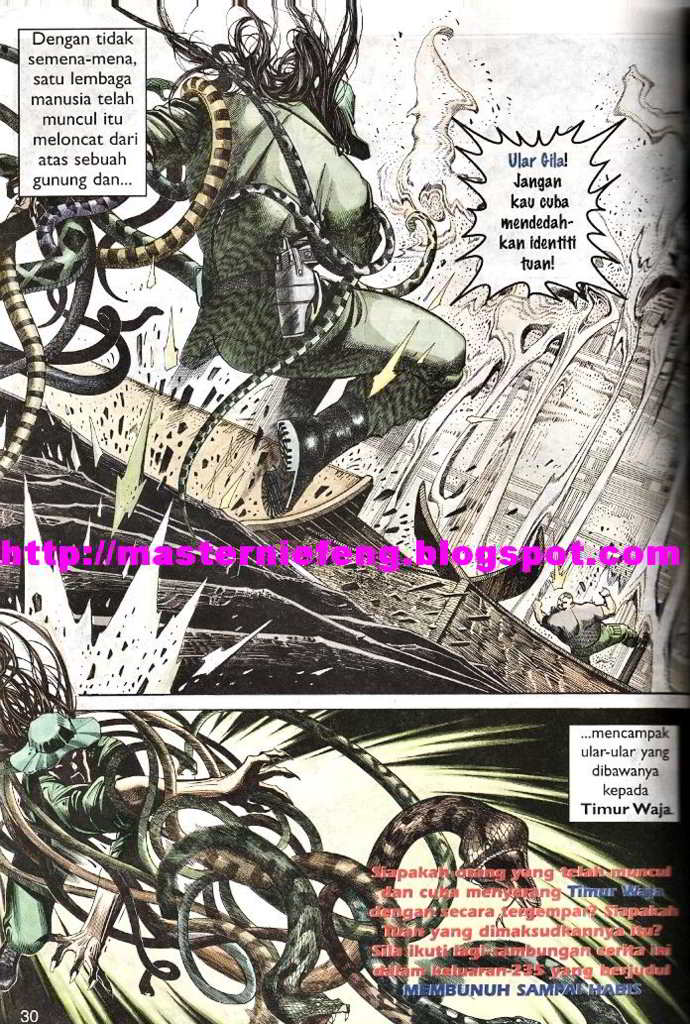 Dengan tidak
semena-mena,
satu lembaga
manusia telah
muncul itu
meloncat dari
atas sebuah
gunung dan...
Ular Gila!
Jangan
kau cuba
mendedah-
kan identiti
tuan!
http://masterniefeng.blogspot.com
...mencampak
ular-ular yang
dibawanya
kepada
Timur Waja.
Siapakah orang yang telah muncul
dan cuba menyerang Timur Waja
dengan secara tergempar? Siapakah
Tuan yang dimaksudkannya itu?
Sila ikuti lagi sambungan cerita ini
dalam keluaran 235 yang berjudul
MEMBUNUH SAMPAI HABIS
30